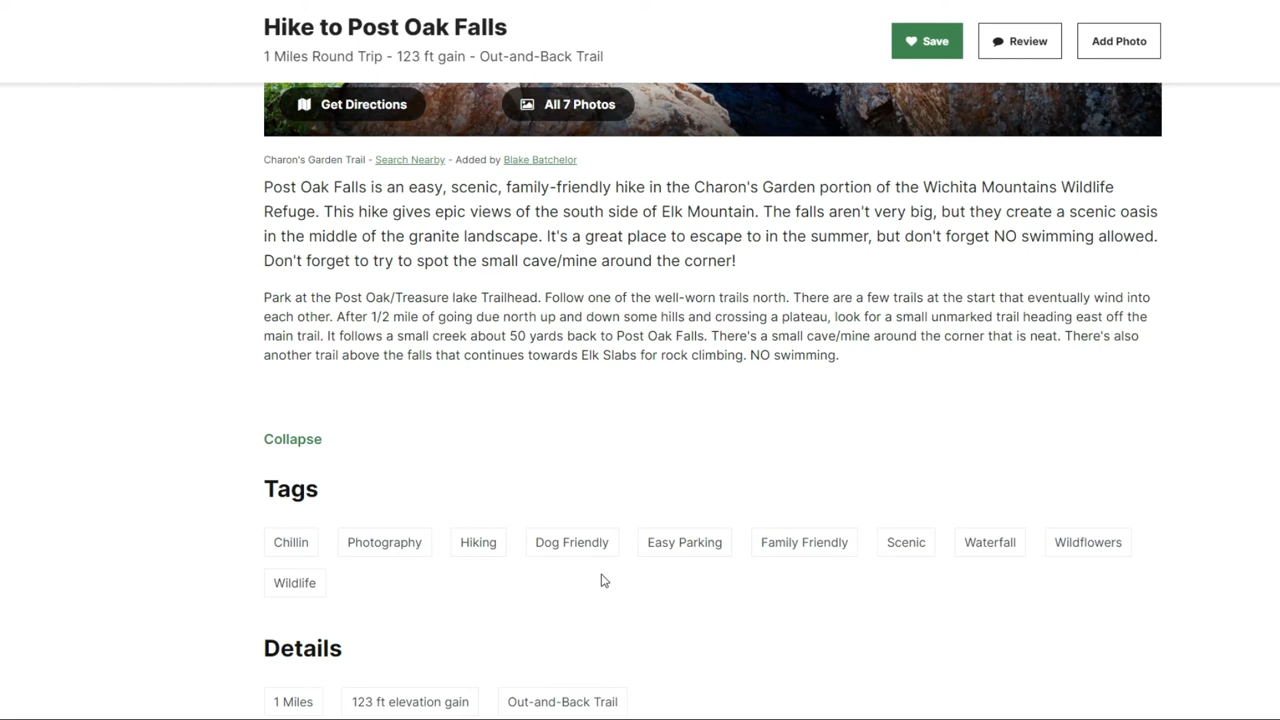 Hike to Post Oak Falls
1 Miles Round Trip - 123 ft gain - Out-and-Back Trail
Save
Review
Add Photo
Get Directions
All 7 Photos
Charon's Garden Trail - Search Nearby - Added by Blake Batchelor
Post Oak Falls is an easy, scenic, family-friendly hike in the Charon's Garden portion of the Wichita Mountains Wildlife
Refuge. This hike gives epic views of the south side of Elk Mountain. The falls aren't very big, but they create a scenic oasis
in the middle of the granite landscape. It's a great place to escape to in the summer, but don't forget NO swimming allowed.
Don't forget to try to spot the small cave/mine around the corner!
Park at the Post Oak/Treasure lake Trailhead. Follow one of the well-worn trails north. There are a few trails at the start that eventually wind into
each other. After 1/2 mile of going due north up and down some hills and crossing a plateau, look for a small unmarked trail heading east off the
main trail. It follows a small creek about 50 yards back to Post Oak Falls. There's a small cave/mine around the corner that is neat. There's also
another trail above the falls that continues towards Elk Slabs for rock climbing. NO swimming.
Collapse
Tags
Chillin
Photography
Hiking
Dog Friendly
Easy Parking
Family Friendly
Scenic
Waterfall
Wildflowers
Wildlife
Details
1 Miles
123 ft elevation gain
Out-and-Back Trail